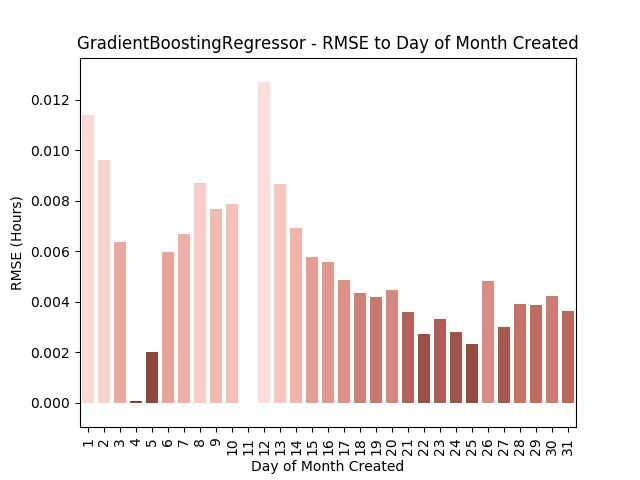 GradientBoostingRegressor - RMSE to Day of Month Created
0.012
0.010
0.008
0.006
0.004
0.002
0.000
RMSE (Hours)
1 2 3 4 5 6 7 8 9 10 11 12 13 14 15 16 17 18 19 20 21 22 23 24 25 26 27 28 29 30 31
Day of Month Created